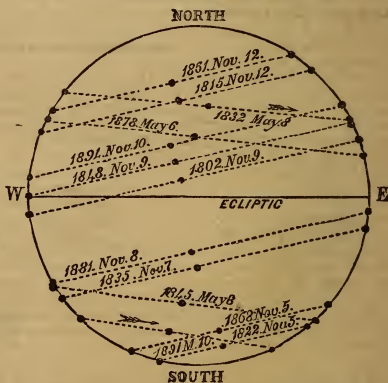 NORTH
1861. Nov. 12.
1815. Nov. 12.
1832. May. 8
1878. May 6.
1894. Nov. 10.
1848. Nov. 9.
1802. Nov. 9.
W
E
ECLIPTIC
1881. Nov. 8.
1835. Nov. 7.
1845. May 8
1868. Nov. 5.
1822. Nov. 5.
1891 M. 10.
SOUTH